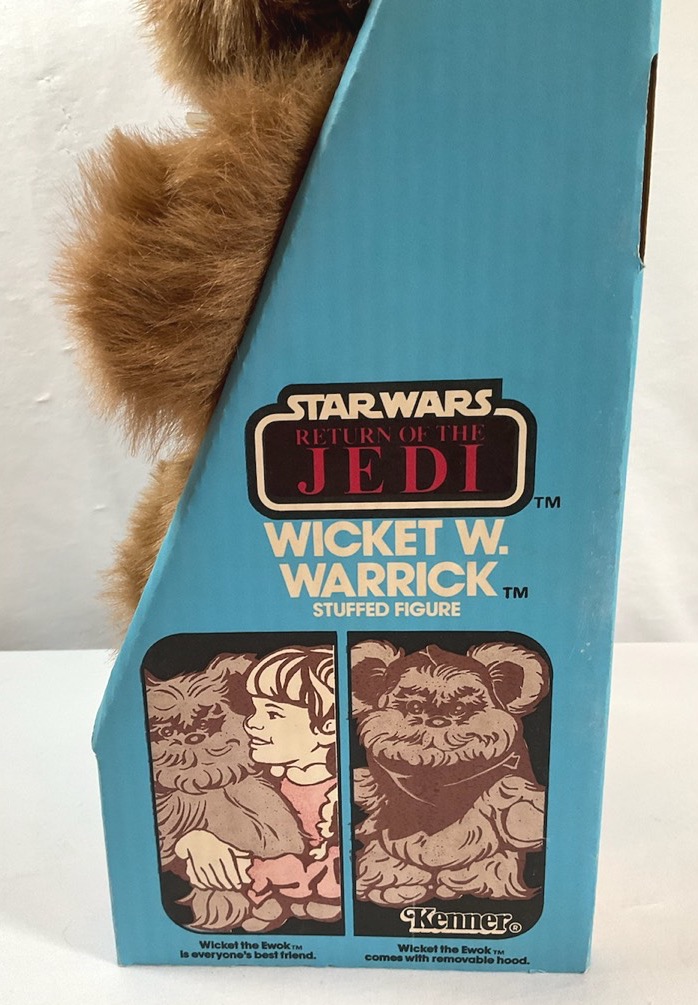 STAR WARS
RETURN OF THE
JEDI
TM
WICKET W.
WARRICK TM
STUFFED FIGURE
Kenner®
Wicket the Ewok TM
is everyone's best friend.
Wicket the Ewok TM
comes with removable hood.